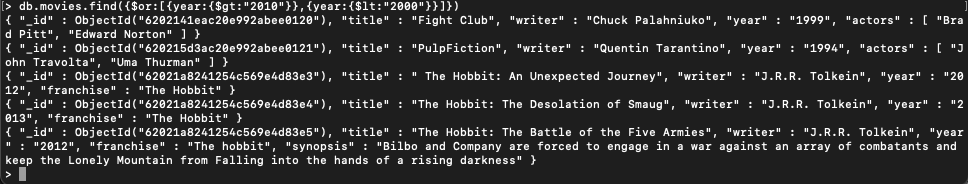 [> db.movies.find({$or:[{year:{$gt:"2010"}},{year:{$lt:"2000"}}]})                    ]
{ "_id" : ObjectId("6202141eac20e992abee0120"), "title" : "Fight Club", "writer" : "Chuck Palahniuko", "year" : "1999", "actors" : [ "Bra
d Pitt", "Edward Norton" ] }
{ "_id" : ObjectId("620215d3ac20e992abee0121"), "title" : "PulpFiction", "writer" : "Quentin Tarantino", "year" : "1994", "actors" : [ "J
ohn Travolta", "Uma Thurman" ] }
{ "_id" : ObjectId("62021a8241254c569e4d83e3"), "title" : " The Hobbit: An Unexpected Journey", "writer" : "J.R.R. Tolkein", "year" : "20
12", "franchise" : "The Hobbit" }
{ "_id" : ObjectId("62021a8241254c569e4d83e4"), "title" : "The Hobbit: The Desolation of Smaug", "writer" : "J.R.R. Tolkein", "year" : "2
013", "franchise" : "The Hobbit" }
{ "_id" : ObjectId("62021a8241254c569e4d83e5"), "title" : "The Hobbit: The Battle of the Five Armies", "writer" : "J.R.R. Tolkein", "year
" : "2012", "franchise" : "The hobbit", "synopsis" : "Bilbo and Company are forced to engage in a war against an array of combatants and
keep the Lonely Mountain from Falling into the hands of a rising darkness" }
>